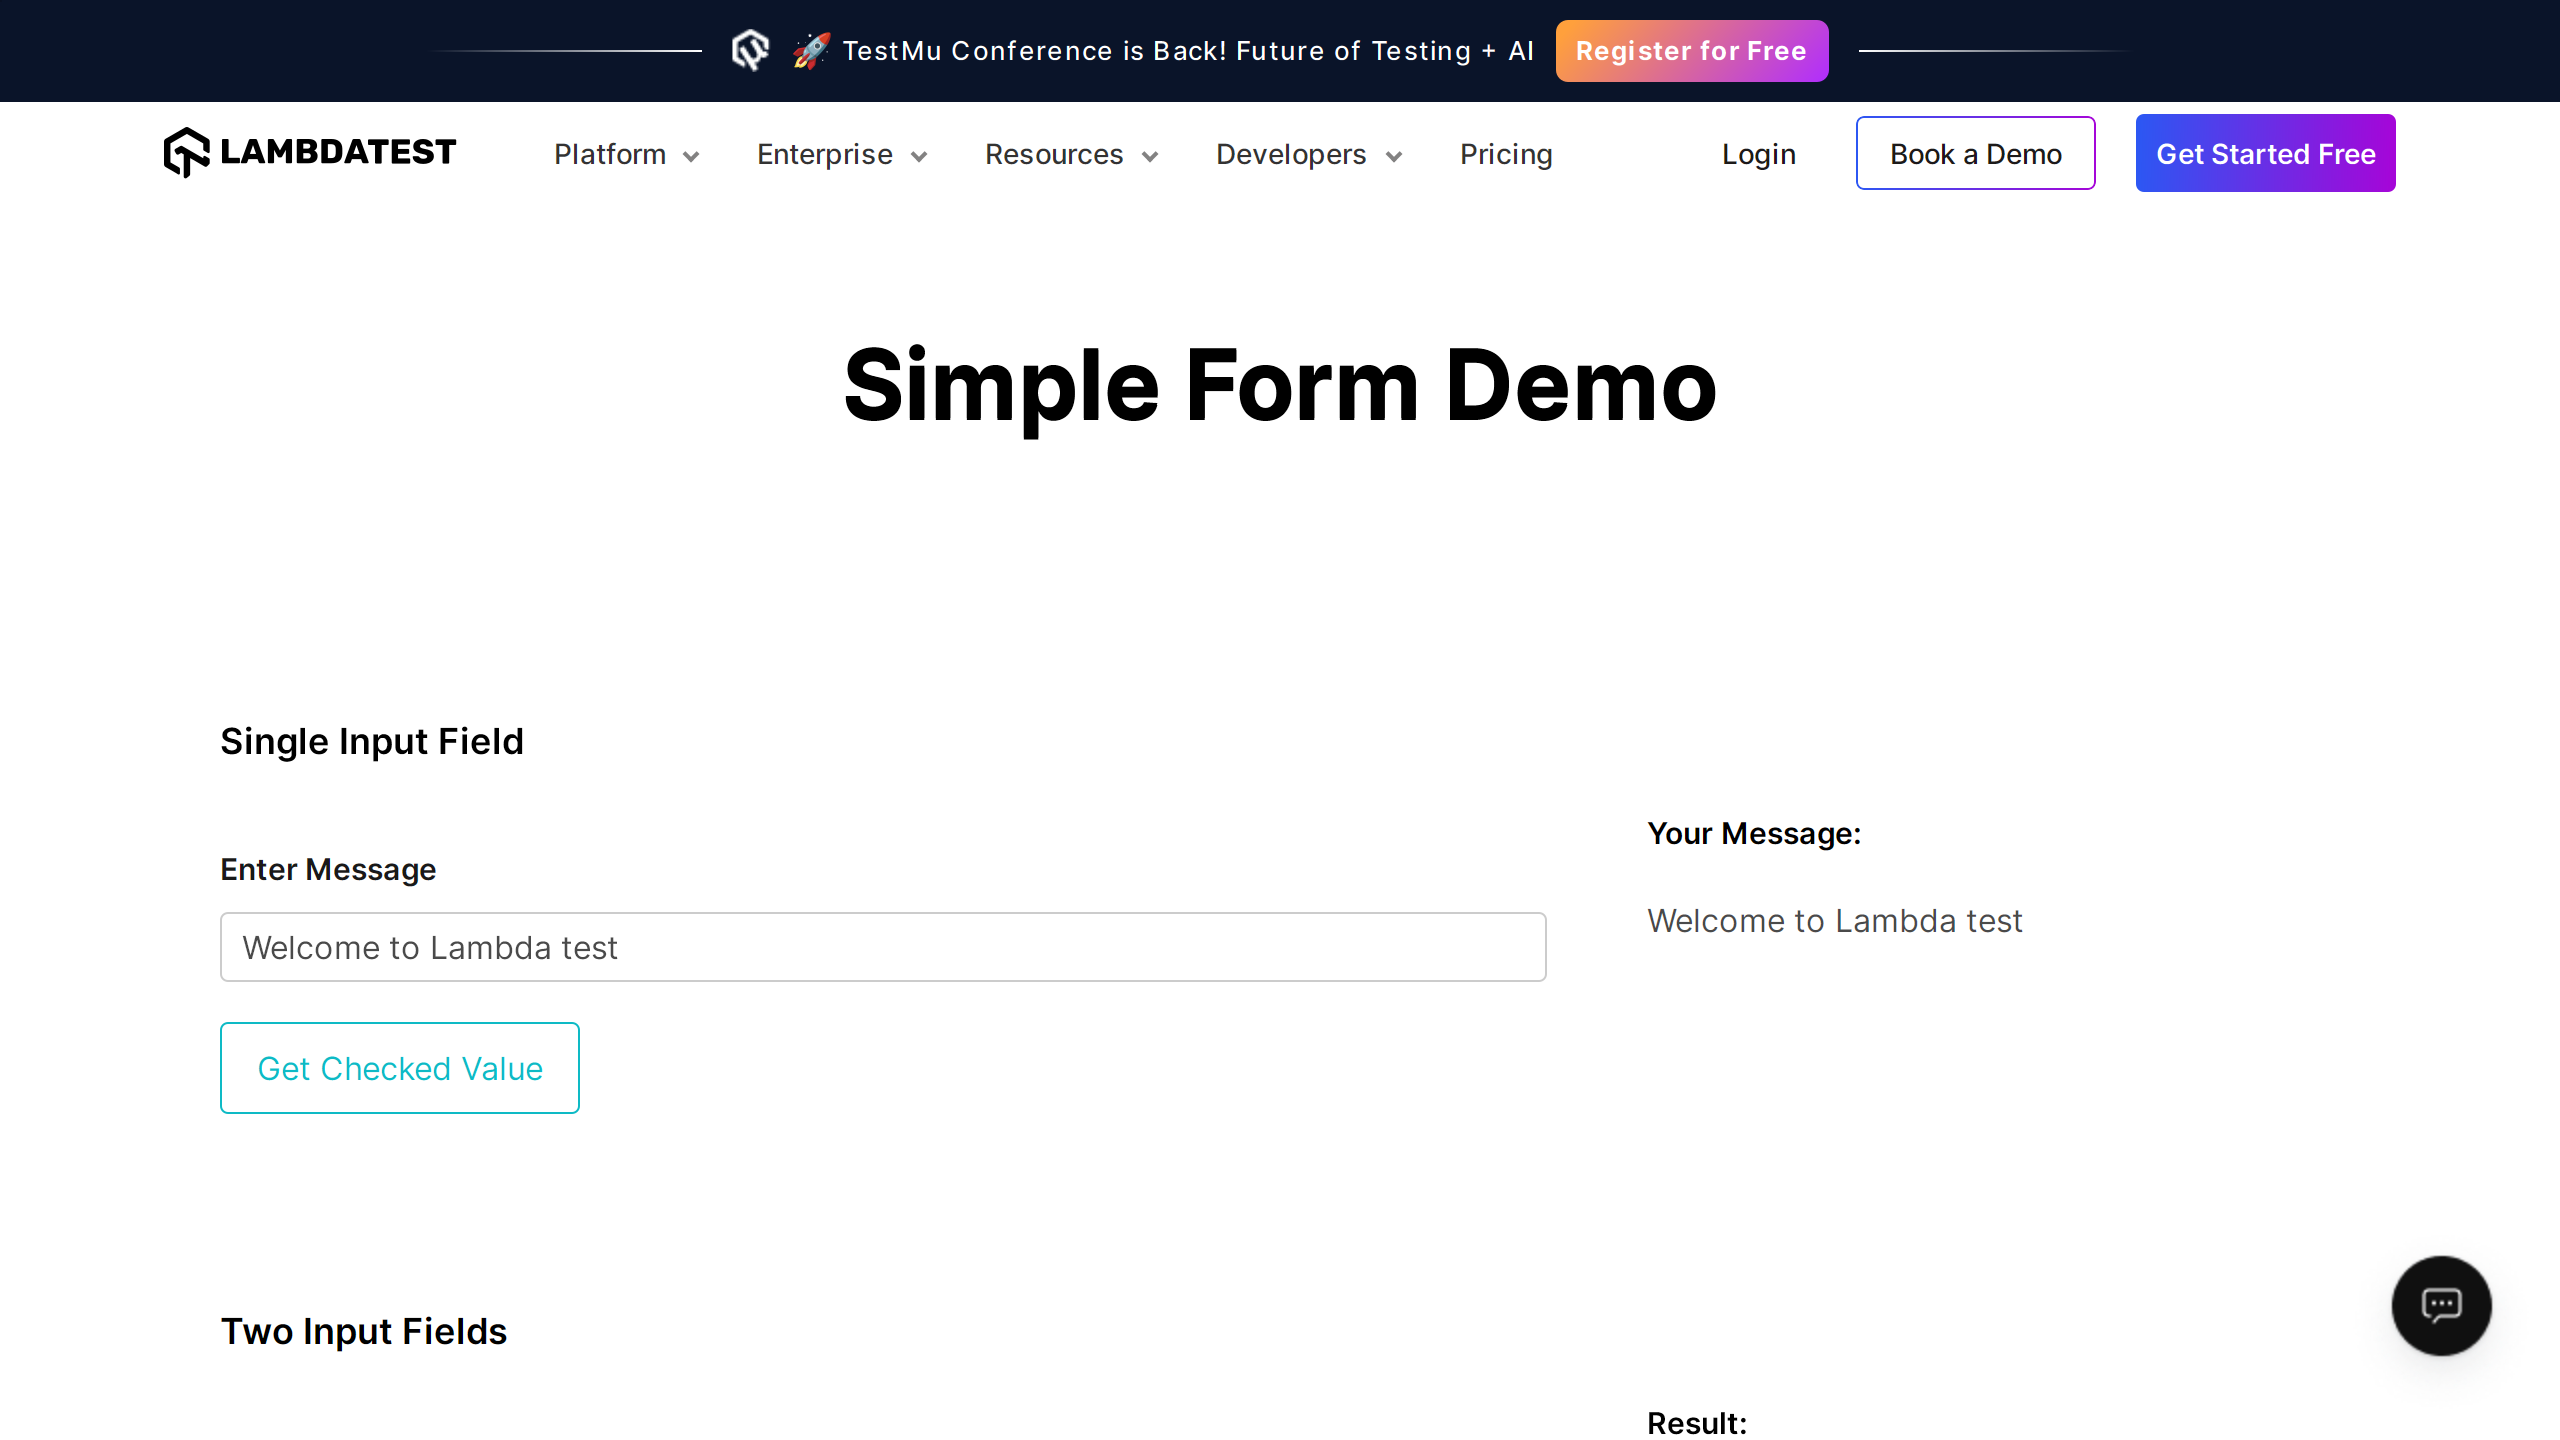 TestMu Conference is Back! Future of Testing + AI Register for Free
LAMBDATEST Platform Enterprise Resources Developers Pricing Login Book a Demo Get Started Free
Simple Form Demo
Single Input Field
Your Message:
Enter Message
Welcome to Lambda test
Welcome to Lambda test
Get Checked Value
Two Input Fields
Result: